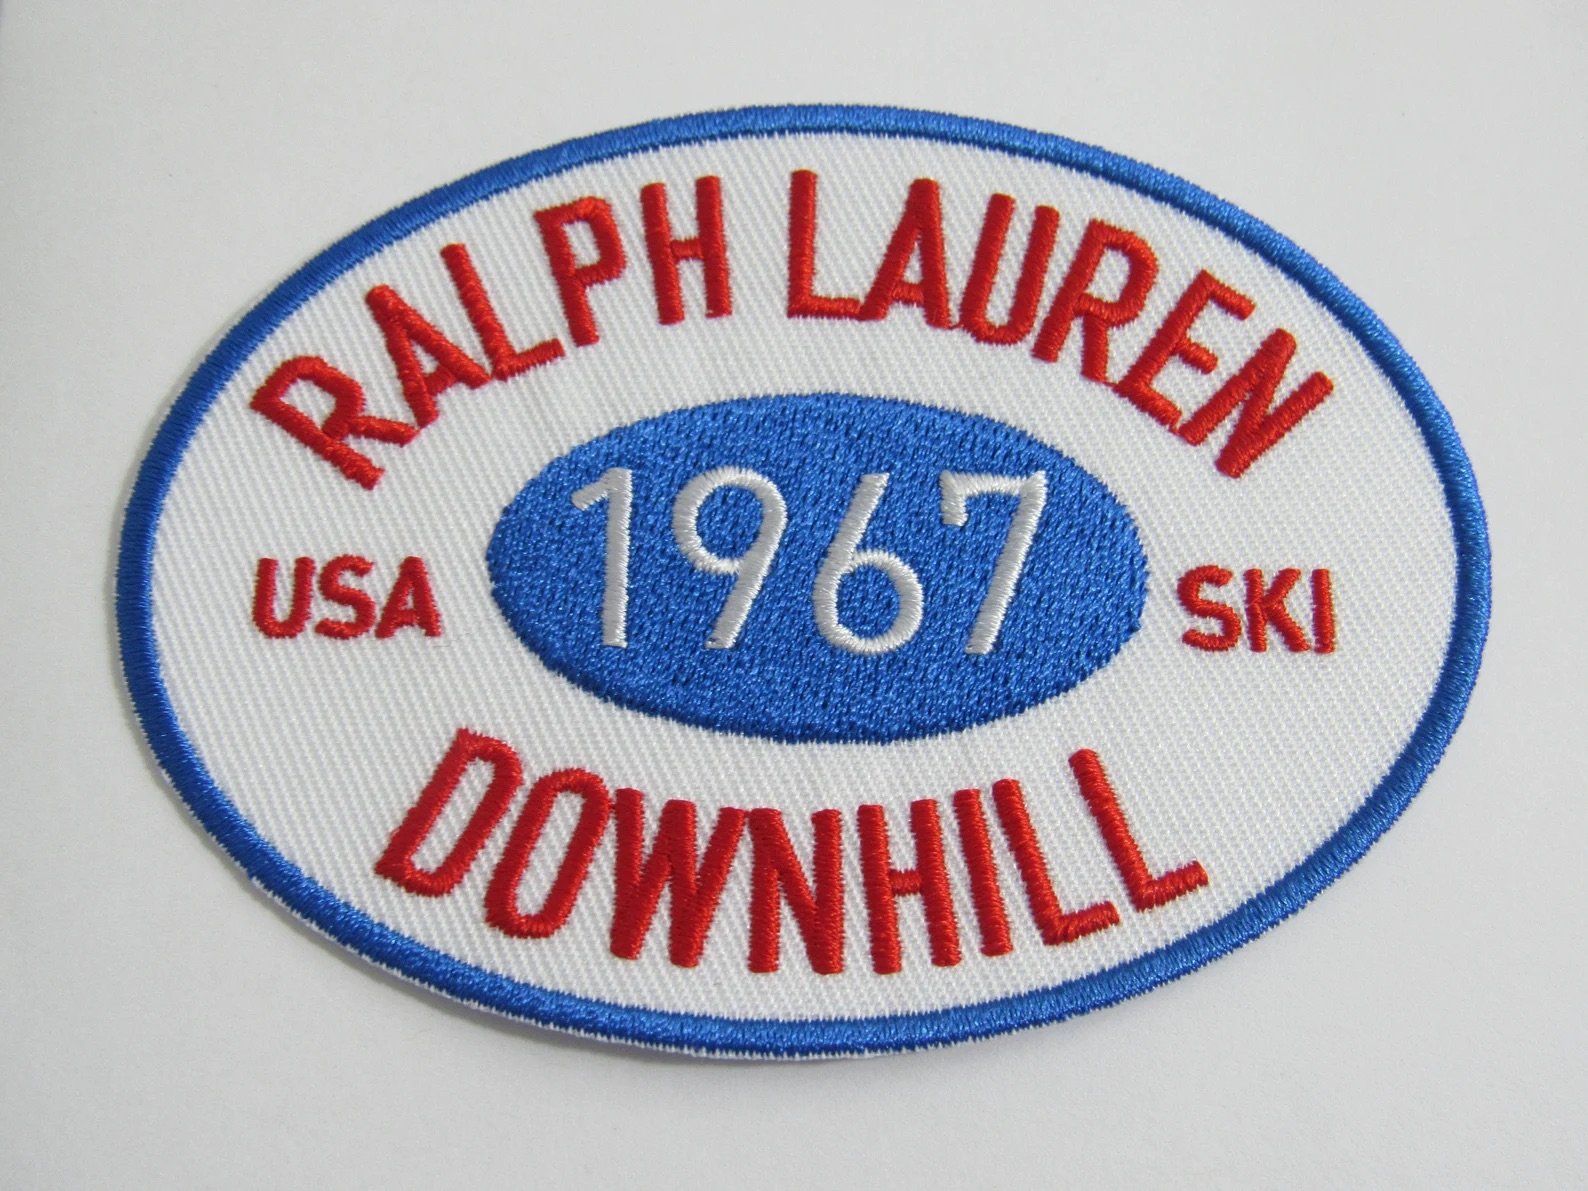 RALPH LAUREN
USA 1967 SKI
DOWNHILL